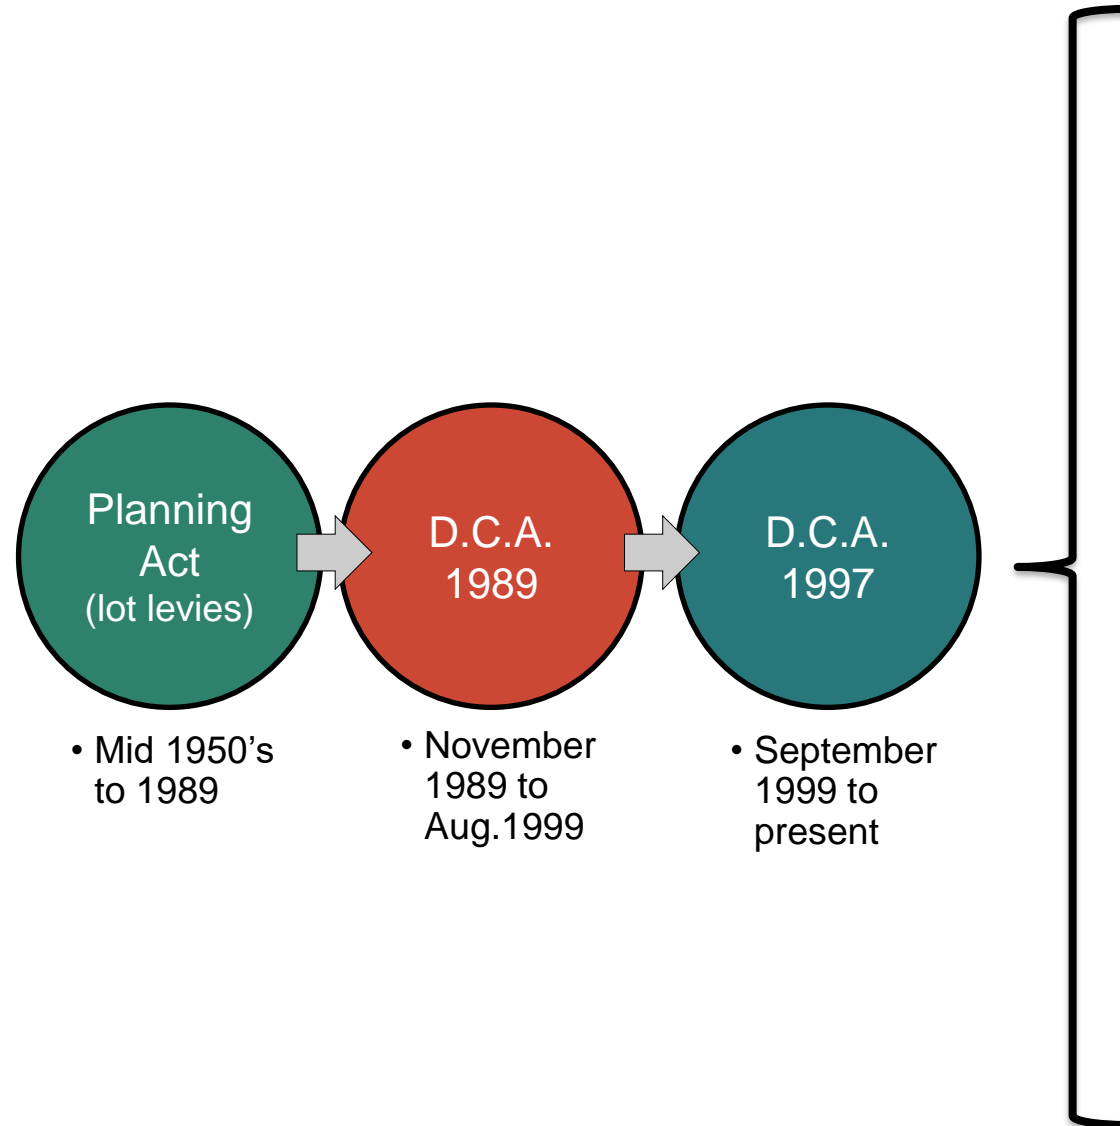 Planning
Act
(lot levies)
D.C.A.
1989
D.C.A.
1997
• Mid 1950’s
to 1989
• November
1989 to
Aug.1999
• September
1999 to
present